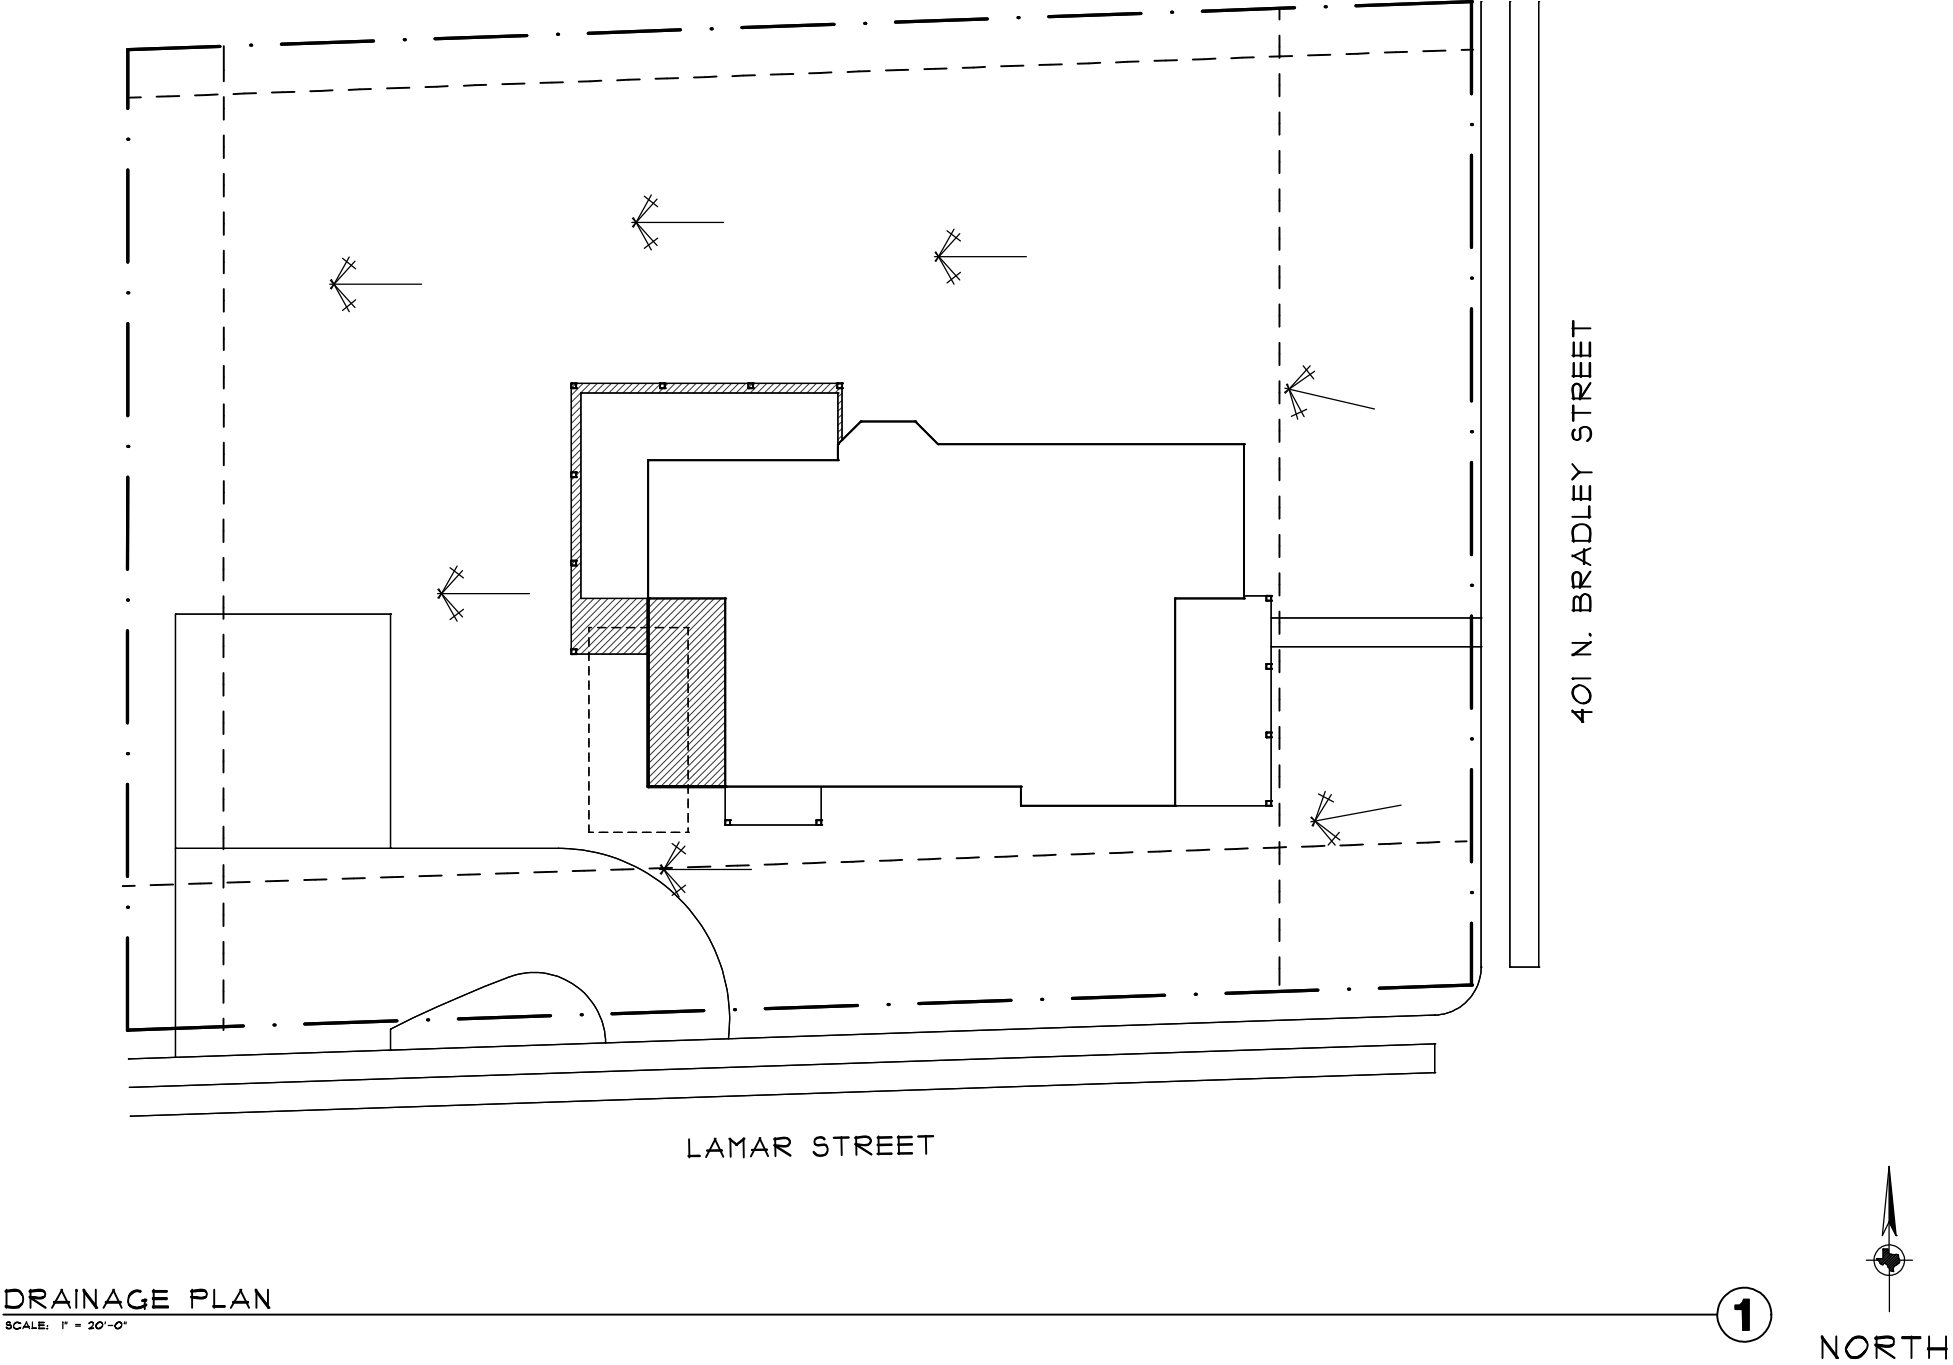 401 N. BRADLEY STREET
LAMAR STREET
DRAINAGE PLAN
SCALE: 1" = 20'-0"
1
NORTH